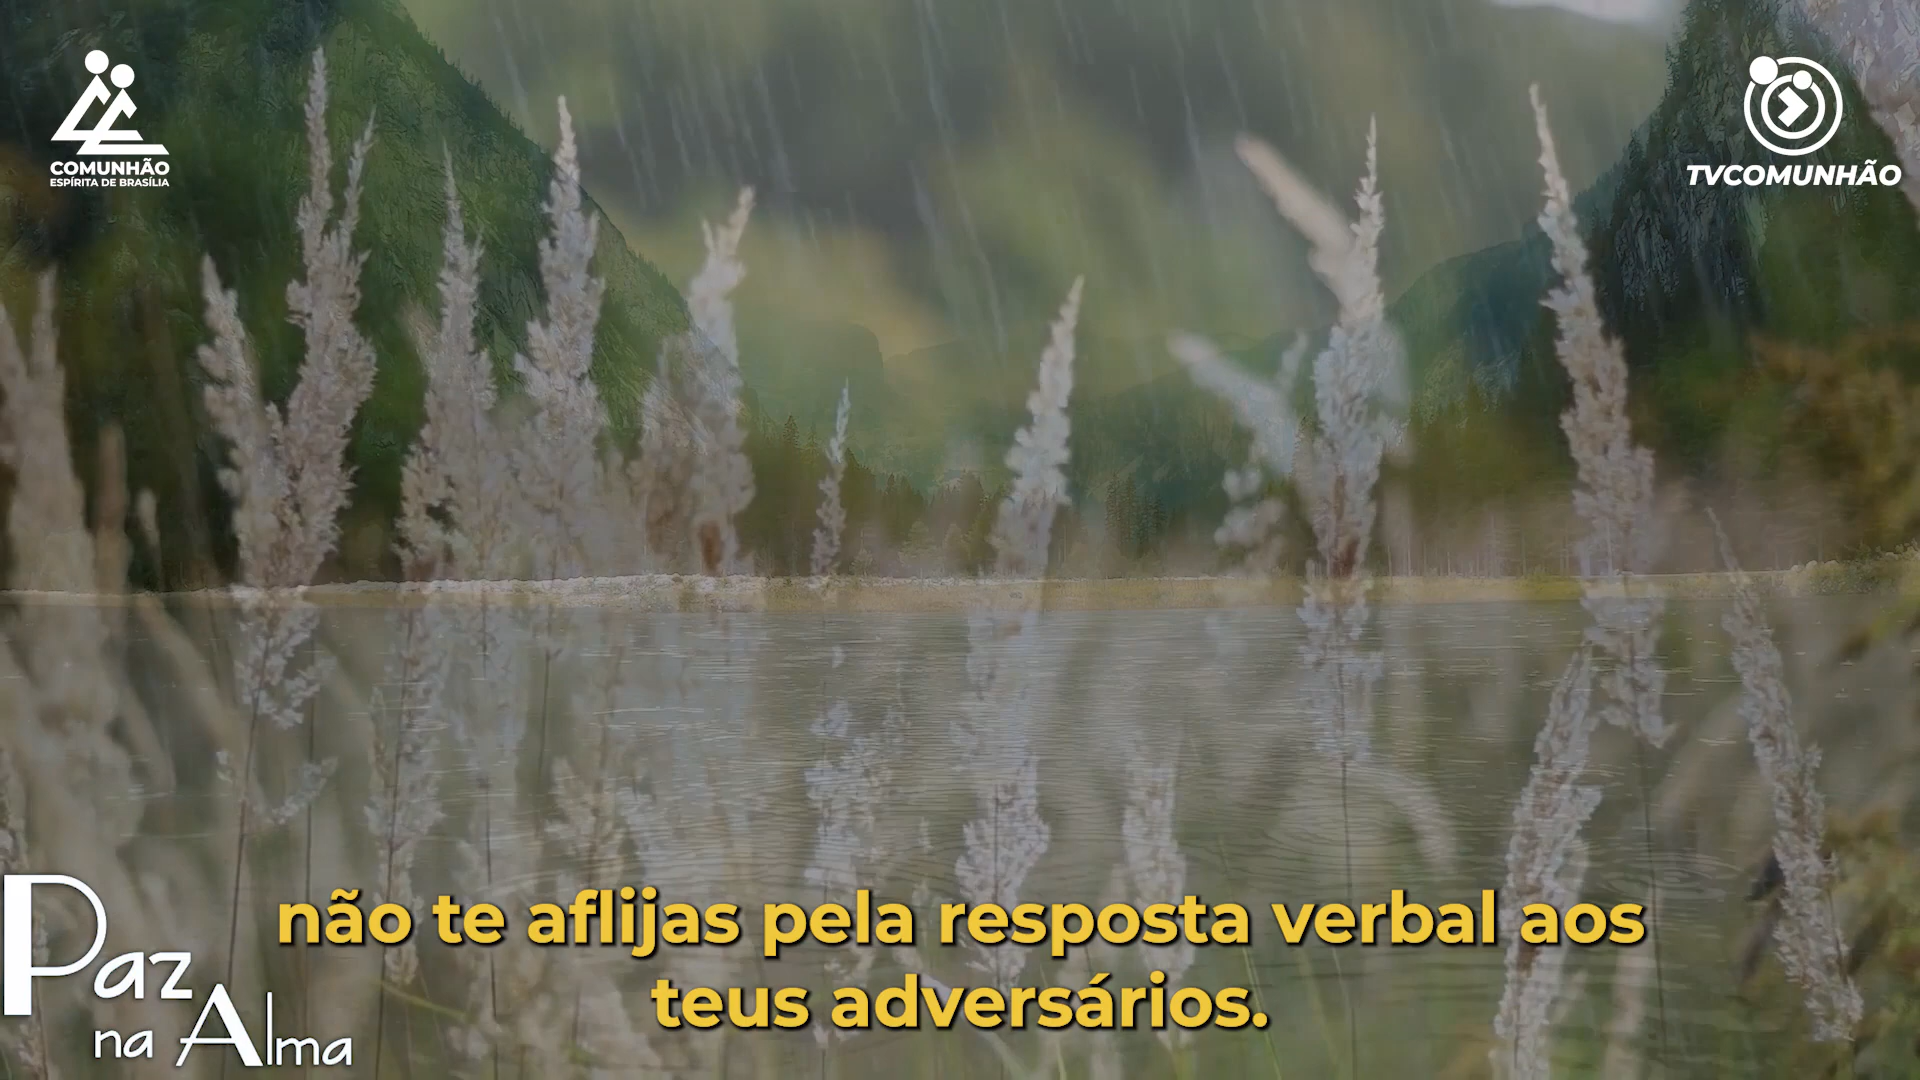 COMUNHÃO
ESPÍRITA DE BRASÍLIA
TVCOMUNHÃO
não te aflijas pela resposta verbal aos
teus adversários.
Paz
na Alma